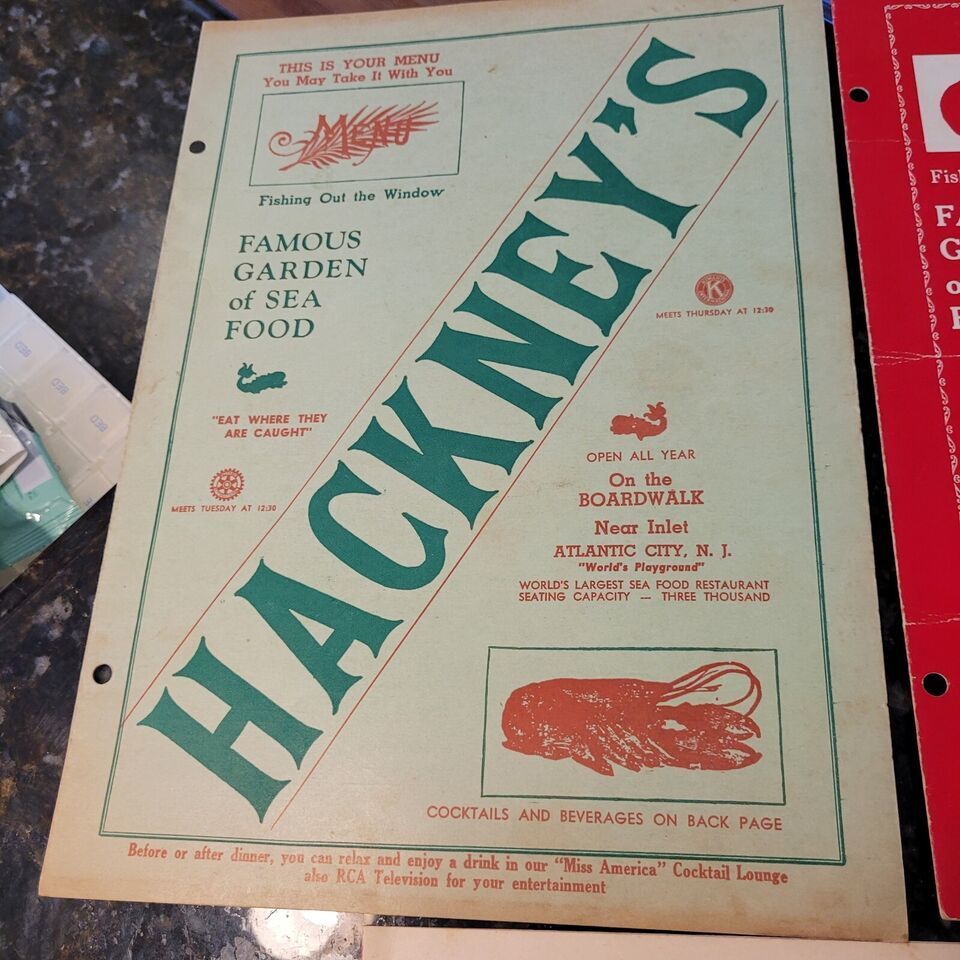 THIS IS YOUR MENU
You May Take It With You
MENU
Fishing Out the Window
FAMOUS
GARDEN
of SEA
FOOD
"EAT WHERE THEY
ARE CAUGHT"
MEETS TUESDAY AT 12:30
HACKNEY'S
K
MEETS THURSDAY AT 12:30
OPEN ALL YEAR
On the
BOARDWALK
Near Inlet
ATLANTIC CITY, N. J.
"World's Playground"
WORLD'S LARGEST SEA FOOD RESTAURANT
SEATING CAPACITY — THREE THOUSAND
COCKTAILS AND BEVERAGES ON BACK PAGE
Before or after dinner, you can relax and enjoy a drink in our "Miss America" Cocktail Lounge
also RCA Television for your entertainment
BED
BED
BED